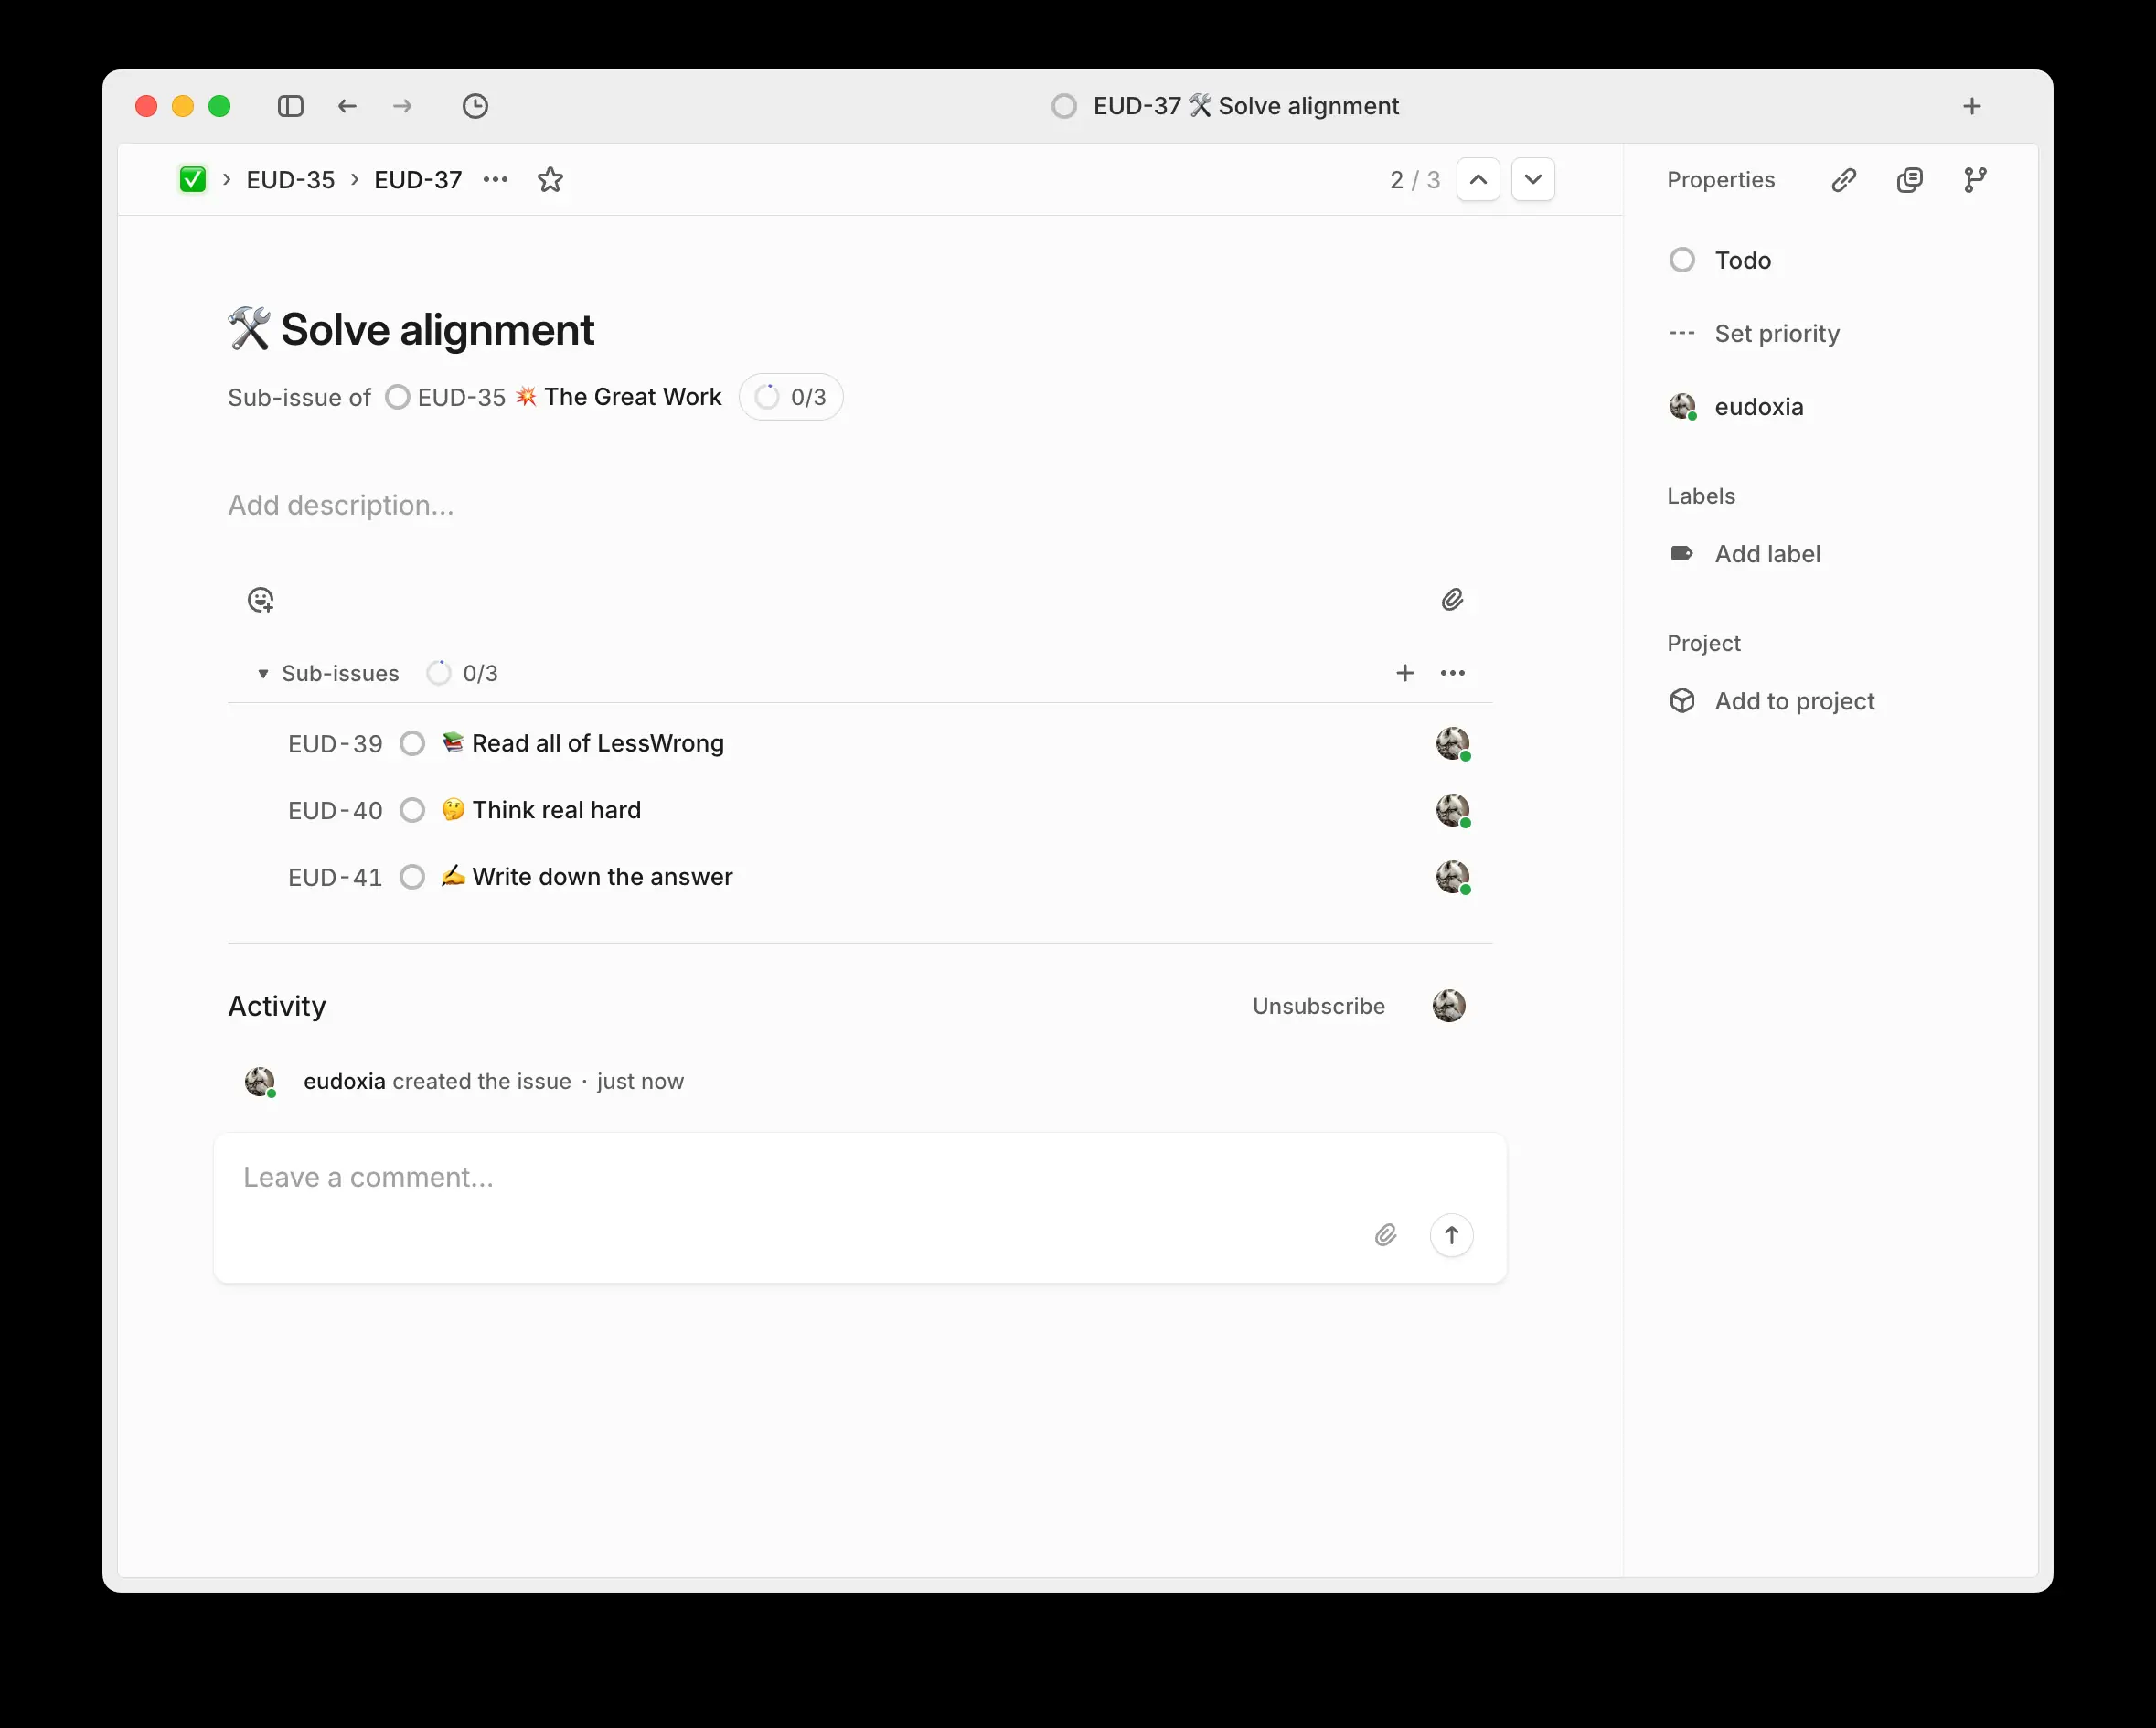 EUD-37 🛠 Solve alignment
✅ › EUD-35 › EUD-37 ••• 2 / 3
Properties
🛠 Solve alignment
Sub-issue of EUD-35 💥 The Great Work 0/3
Add description...
Sub-issues 0/3
EUD-39 📚 Read all of LessWrong
EUD-40 🤔 Think real hard
EUD-41 ✍️ Write down the answer
Activity Unsubscribe
eudoxia created the issue · just now
Leave a comment...
Todo
Set priority
eudoxia
Labels
Add label
Project
Add to project